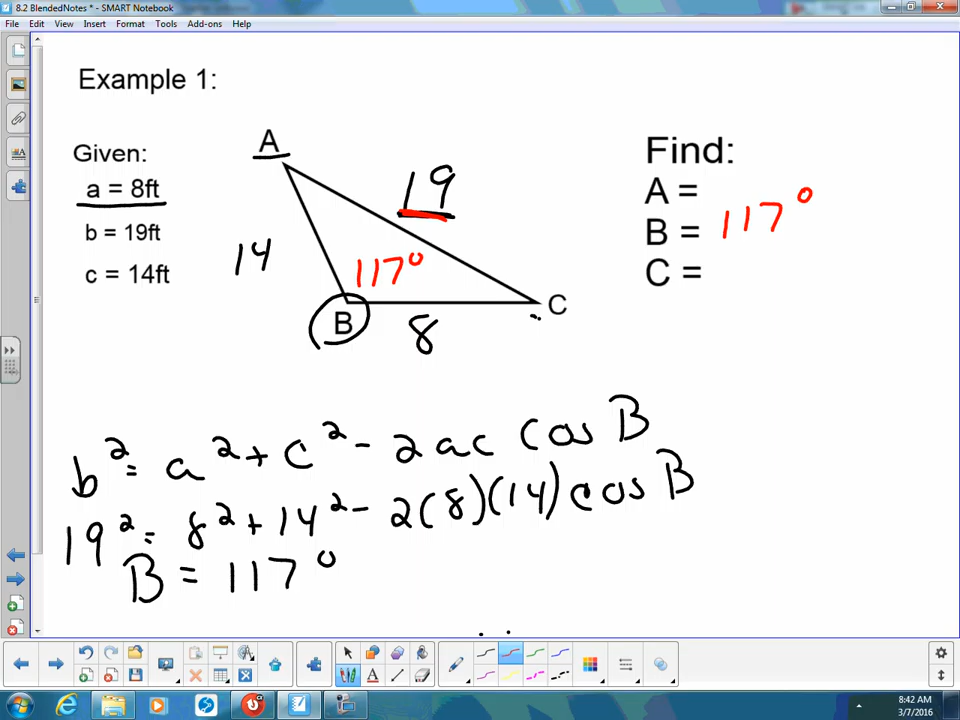 8.2 BlendedNotes * - SMART Notebook
File Edit View Insert Format Tools Add-ons Help
Example 1:
Given:
a = 8ft
b = 19ft
c = 14ft
A
19
14
117°
B
8
C
Find:
A =
B = 117°
C =
b² = a² + c² - 2ac cos B
19² = 8² + 14² - 2(8)(14) cos B
B = 117°
8:42 AM
3/7/2016